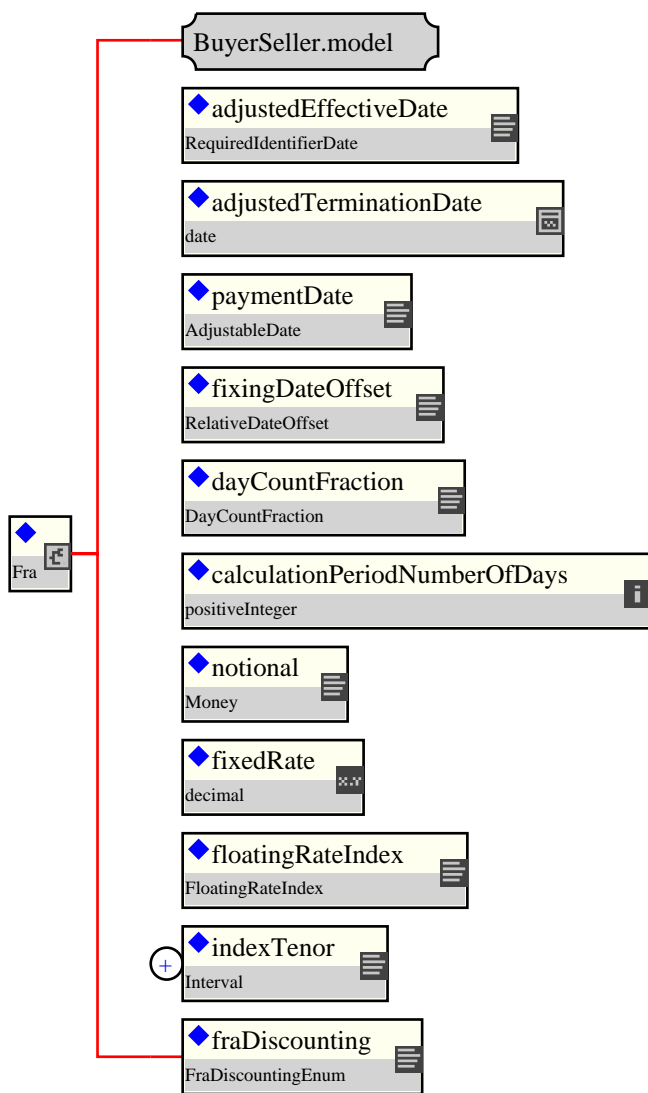 BuyerSeller.model
adjustedEffectiveDate
RequiredIdentifierDate
adjustedTerminationDate
date
paymentDate
AdjustableDate
fixingDateOffset
RelativeDateOffset
dayCountFraction
DayCountFraction
Fra
calculationPeriodNumberOfDays
positiveInteger
notional
Money
fixedRate
decimal
X.Y
floatingRateIndex
FloatingRateIndex
indexTenor
+
Interval
fraDiscounting
FraDiscountingEnum